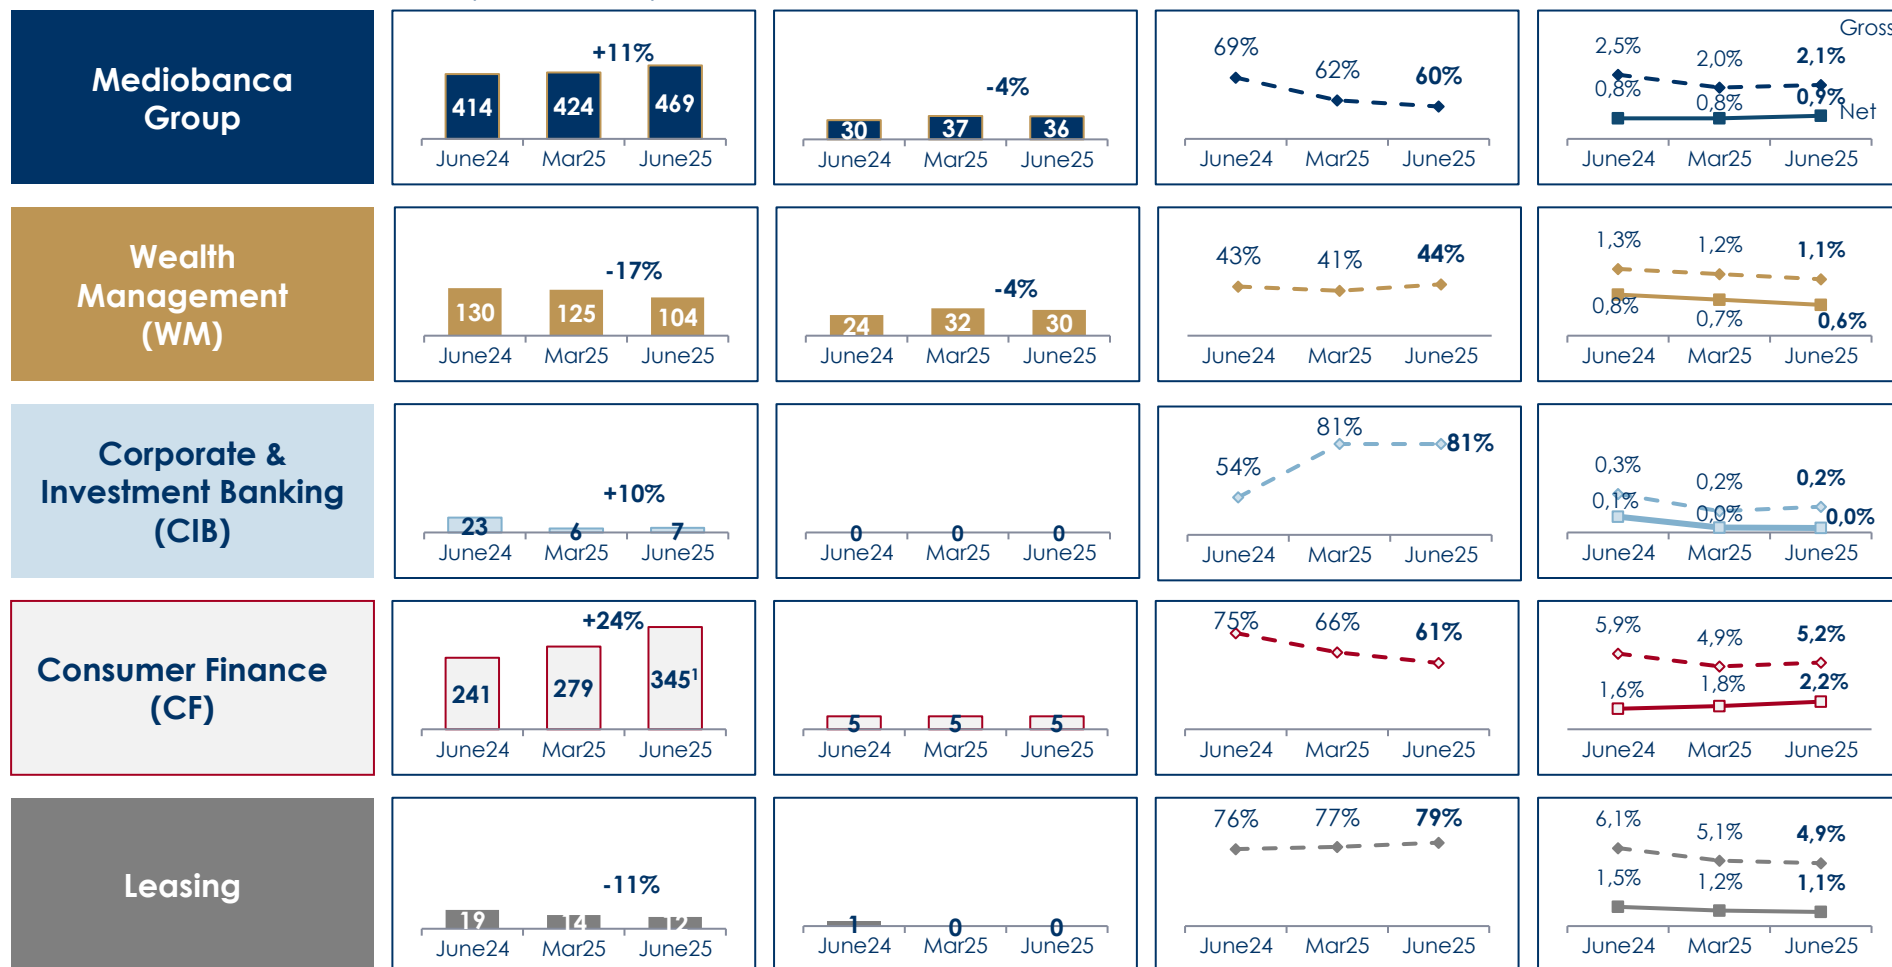 Mediobanca
Group
+11%
414 424 469
June24 Mar25 June25
-4%
30 37 36
June24 Mar25 June25
69% 62% 60%
June24 Mar25 June25
Gross
2,5% 2,0% 2,1%
0,8% 0,8% 0,9%
Net
June24 Mar25 June25
Wealth
Management
(WM)
-17%
130 125 104
June24 Mar25 June25
-4%
24 32 30
June24 Mar25 June25
43% 41% 44%
June24 Mar25 June25
1,3% 1,2% 1,1%
0,8% 0,7% 0,6%
June24 Mar25 June25
Corporate &
Investment Banking
(CIB)
+10%
23 6 7
June24 Mar25 June25
0 0 0
June24 Mar25 June25
54% 81% 81%
June24 Mar25 June25
0,3% 0,2% 0,2%
0,1% 0,0% 0,0%
June24 Mar25 June25
Consumer Finance
(CF)
+24%
241 279 345¹
June24 Mar25 June25
5 5 5
June24 Mar25 June25
75% 66% 61%
June24 Mar25 June25
5,9% 4,9% 5,2%
1,6% 1,8% 2,2%
June24 Mar25 June25
Leasing
-11%
19 14 12
June24 Mar25 June25
1 0 0
June24 Mar25 June25
76% 77% 79%
June24 Mar25 June25
6,1% 5,1% 4,9%
1,5% 1,2% 1,1%
June24 Mar25 June25